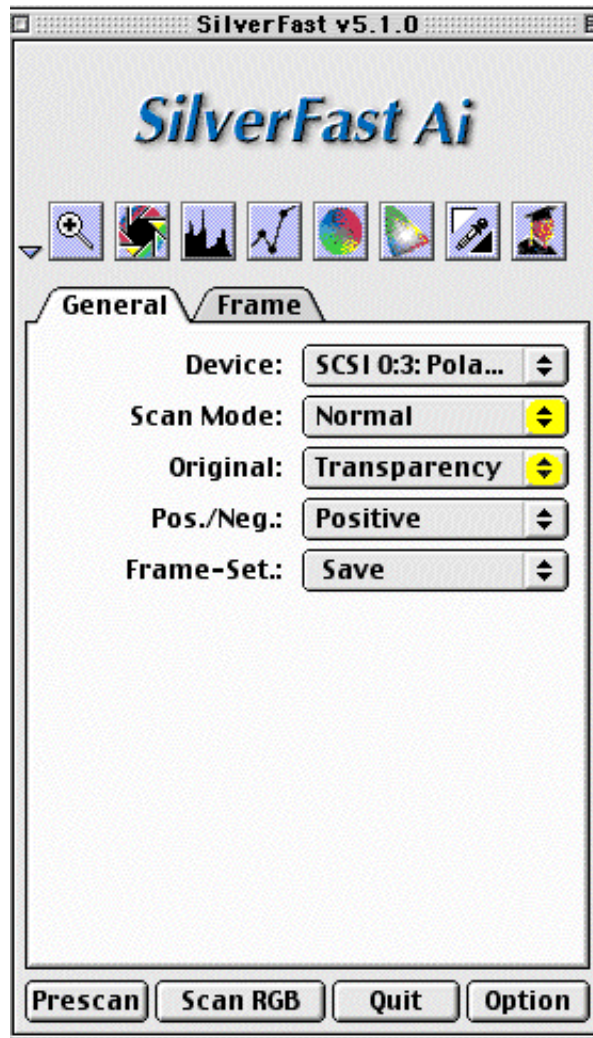 SilverFast v5.1.0
SilverFast Ai
General Frame
Device: SCSI 0:3: Pola...
Scan Mode: Normal
Original: Transparency
Pos./Neg.: Positive
Frame-Set.: Save
Prescan Scan RGB Quit Option